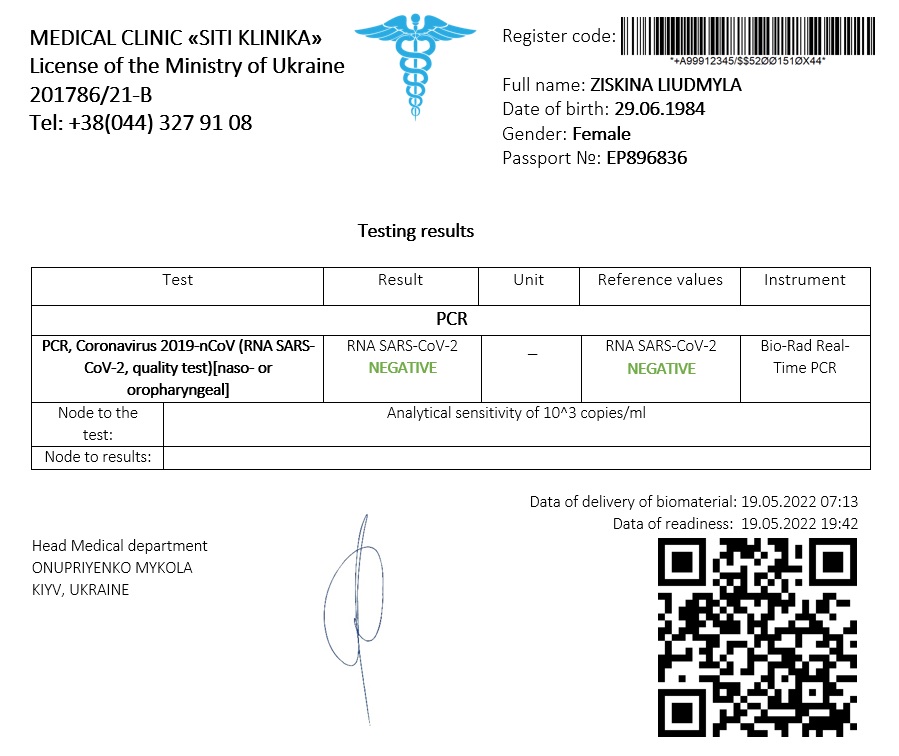 MEDICAL CLINIC «SITI KLINIKA»
License of the Ministry of Ukraine
201786/21-B
Tel: +38(044) 327 91 08
Register code:
*+A99912345/$$52ØØ151ØX44*
Full name: ZISKINA LIUDMYLA
Date of birth: 29.06.1984
Gender: Female
Passport №: EP896836
Testing results
Test Result Unit Reference values Instrument
PCR
PCR, Coronavirus 2019-nCoV (RNA SARS-
CoV-2, quality test)[naso- or
oropharyngeal]
RNA SARS-CoV-2
NEGATIVE
–
RNA SARS-CoV-2
NEGATIVE
Bio-Rad Real-
Time PCR
Node to the
test:
Analytical sensitivity of 10^3 copies/ml
Node to results:
Data of delivery of biomaterial: 19.05.2022 07:13
Data of readiness: 19.05.2022 19:42
Head Medical department
ONUPRIYENKO MYKOLA
KIYV, UKRAINE